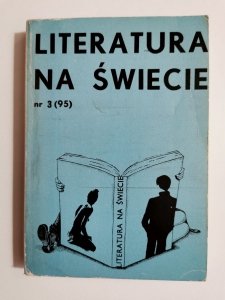 LITERATURA
NA ŚWIECIE
nr 3 (95)
LITERATURA NA ŚWIECIE